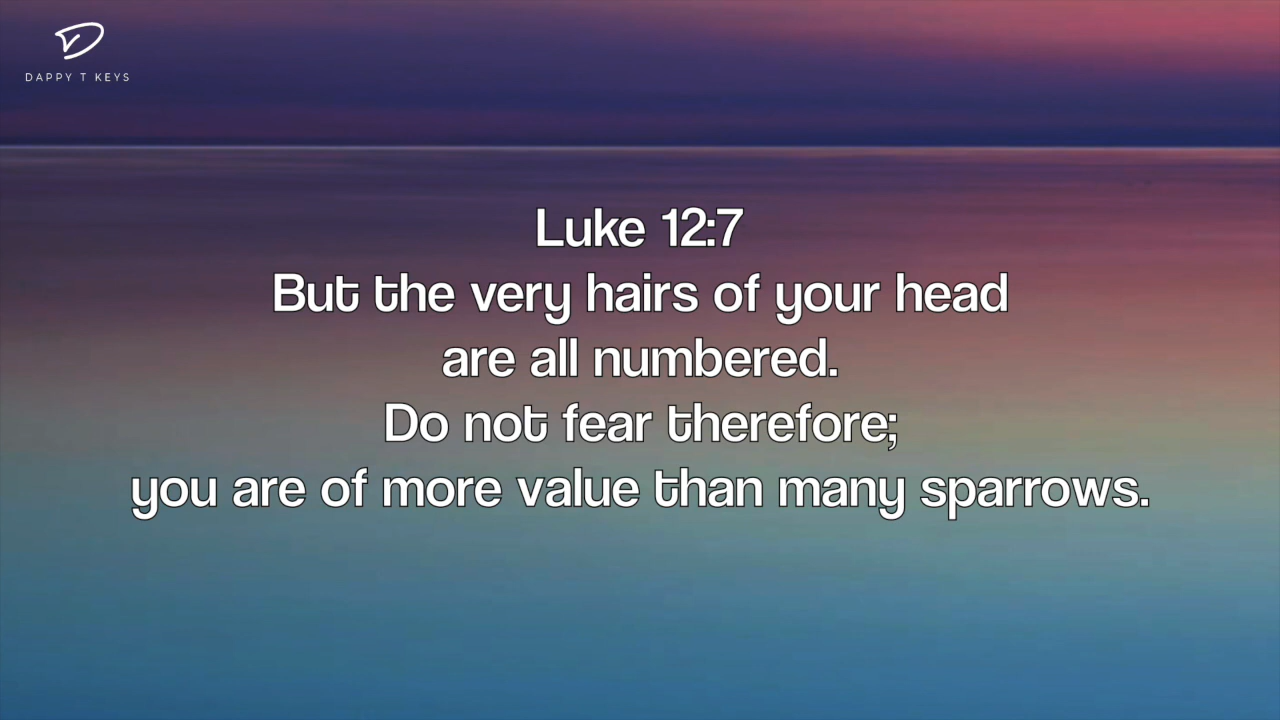 DAPPY T KEYS
Luke 12:7
But the very hairs of your head
are all numbered.
Do not fear therefore;
you are of more value than many sparrows.